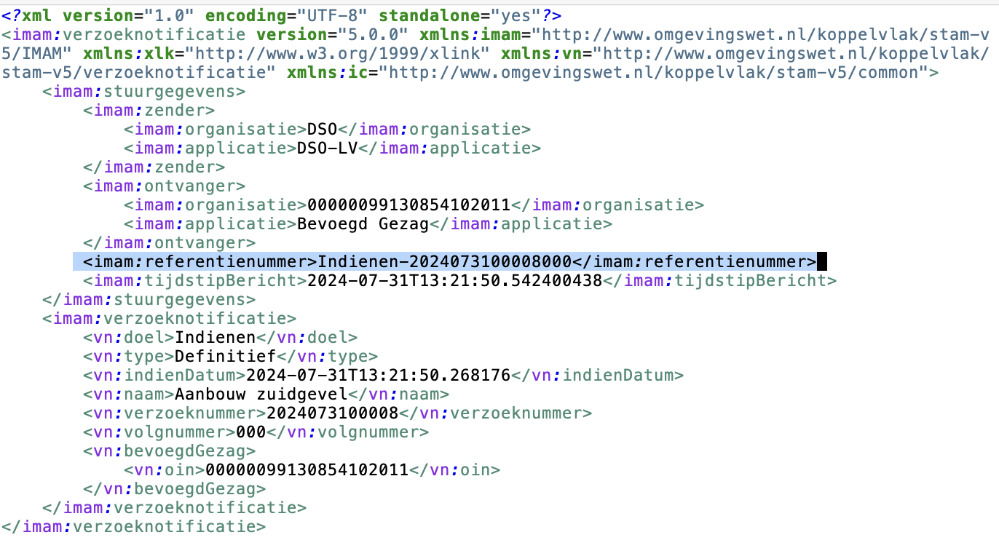 <?xml version="1.0" encoding="UTF-8" standalone="yes"?>
<imam:verzoeknotificatie version="5.0.0" xmlns:imam="http://www.omgevingswet.nl/koppelvlak/stam-v
5/IMAM" xmlns:xlk="http://www.w3.org/1999/xlink" xmlns:vn="http://www.omgevingswet.nl/koppelvlak/
stam-v5/verzoeknotificatie" xmlns:ic="http://www.omgevingswet.nl/koppelvlak/stam-v5/common">
    <imam:stuurgegevens>
        <imam:zender>
            <imam:organisatie>DSO</imam:organisatie>
            <imam:applicatie>DSO-LV</imam:applicatie>
        </imam:zender>
        <imam:ontvanger>
            <imam:organisatie>00000099130854102011</imam:organisatie>
            <imam:applicatie>Bevoegd Gezag</imam:applicatie>
        </imam:ontvanger>
        <imam:referentienummer>Indienen-2024073100008000</imam:referentienummer>
        <imam:tijdstipBericht>2024-07-31T13:21:50.542400438</imam:tijdstipBericht>
    </imam:stuurgegevens>
    <imam:verzoeknotificatie>
        <vn:doel>Indienen</vn:doel>
        <vn:type>Definitief</vn:type>
        <vn:indienDatum>2024-07-31T13:21:50.268176</vn:indienDatum>
        <vn:naam>Aanbouw zuidgevel</vn:naam>
        <vn:verzoeknummer>2024073100008</vn:verzoeknummer>
        <vn:volgnummer>000</vn:volgnummer>
        <vn:bevoegdGezag>
            <vn:oin>00000099130854102011</vn:oin>
        </vn:bevoegdGezag>
    </imam:verzoeknotificatie>
</imam:verzoeknotificatie>